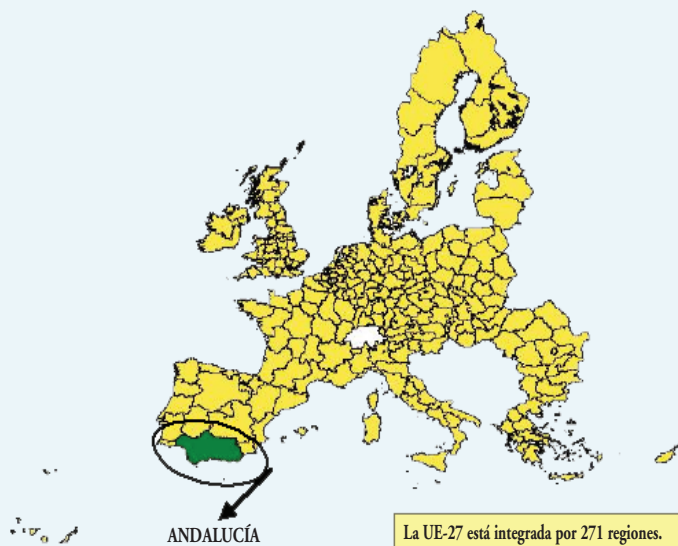 ANDALUCÍA
La UE-27 está integrada por 271 regiones.